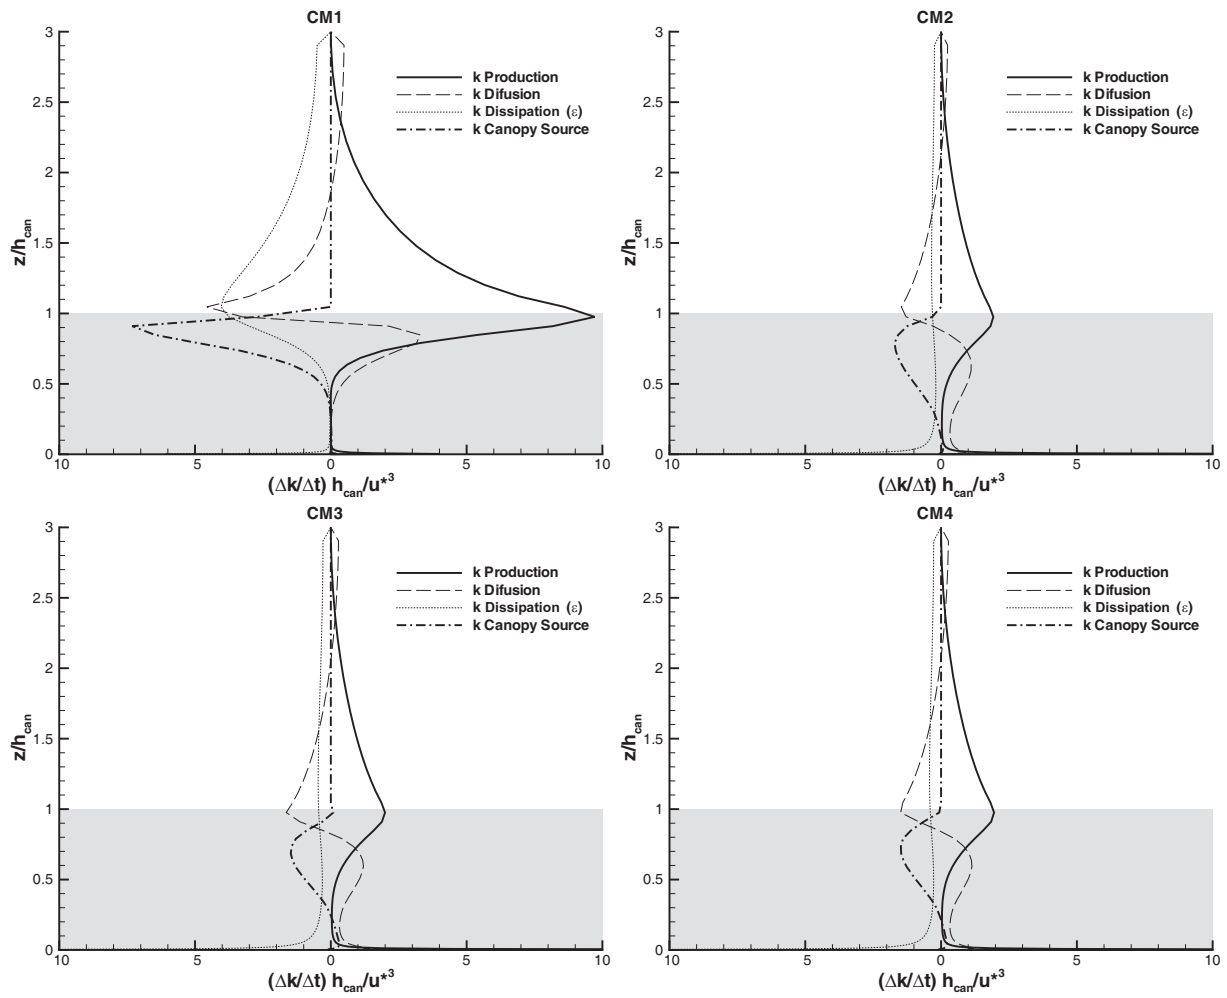 CM1
3
2.5
2
1.5
1
0.5
0
z/h_can
k Production
k Difusion
k Dissipation (ε)
k Canopy Source
10 5 0 5 10
(Δk/Δt) h_can/u*³
CM2
3
2.5
2
1.5
1
0.5
0
z/h_can
k Production
k Difusion
k Dissipation (ε)
k Canopy Source
10 5 0 5 10
(Δk/Δt) h_can/u*³
CM3
3
2.5
2
1.5
1
0.5
0
z/h_can
k Production
k Difusion
k Dissipation (ε)
k Canopy Source
10 5 0 5 10
(Δk/Δt) h_can/u*³
CM4
3
2.5
2
1.5
1
0.5
0
z/h_can
k Production
k Difusion
k Dissipation (ε)
k Canopy Source
10 5 0 5 10
(Δk/Δt) h_can/u*³